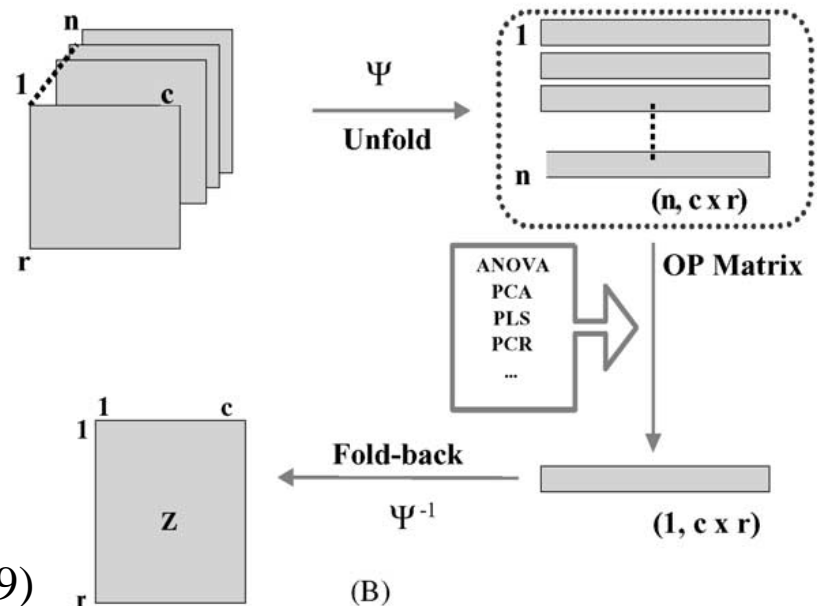 n
1
c
r
Ψ
Unfold
1
n
(n, c x r)
OP Matrix
ANOVA
PCA
PLS
PCR
...
1
c
1
Fold-back
Ψ-1
Z
(1, c x r)
r
9)
(B)